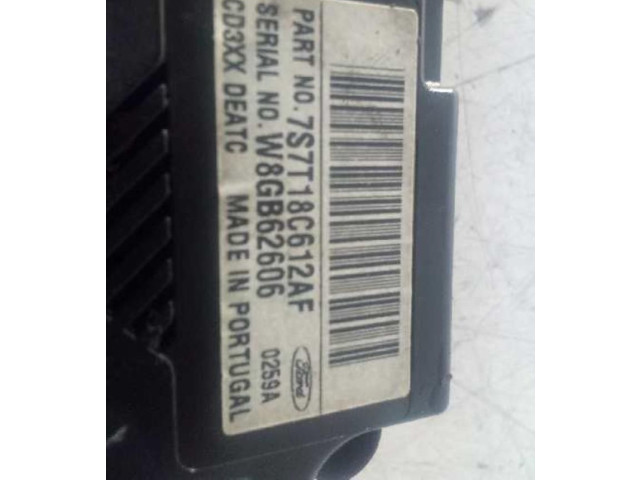 PART NO. 7S7T18C612AF
SERIAL NO. W8GB62606 0259A
CD3XX DEATC MADE IN PORTUGAL
Ford